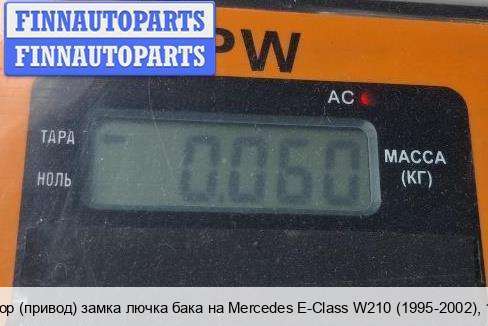 FINNAUTOPARTS
FINNAUTOPARTS
PW
AC
ТАРА
НОЛЬ
0.060
МАССА
(КГ)
(привод) замка лючка бака на Mercedes E-Class W210 (1995-2002),